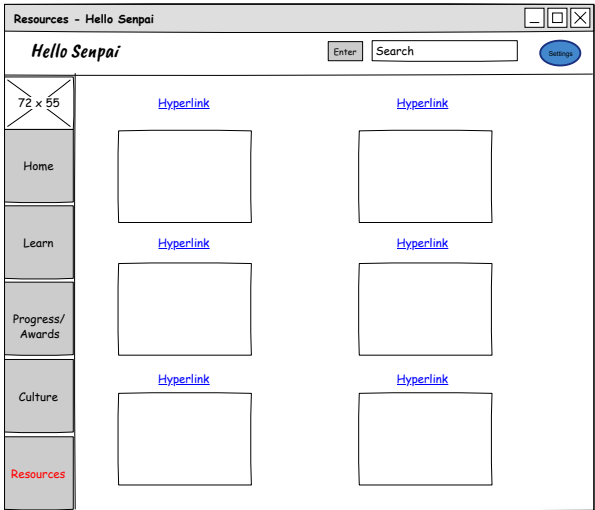 Resources - Hello Senpai
Hello Senpai
Enter
Search
Settings
72 x 55
Home
Learn
Progress/
Awards
Culture
Resources
Hyperlink
Hyperlink
Hyperlink
Hyperlink
Hyperlink
Hyperlink